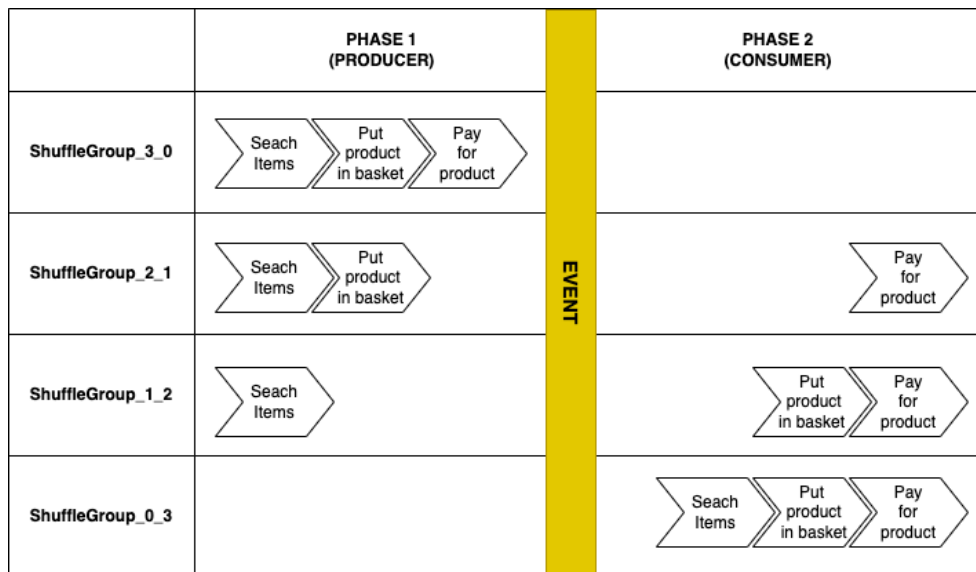 PHASE 1
(PRODUCER)
PHASE 2
(CONSUMER)
EVENT
ShuffleGroup_3_0
Seach
Items
Put
product
in basket
Pay
for
product
ShuffleGroup_2_1
Seach
Items
Put
product
in basket
Pay
for
product
ShuffleGroup_1_2
Seach
Items
Put
product
in basket
Pay
for
product
ShuffleGroup_0_3
Seach
Items
Put
product
in basket
Pay
for
product